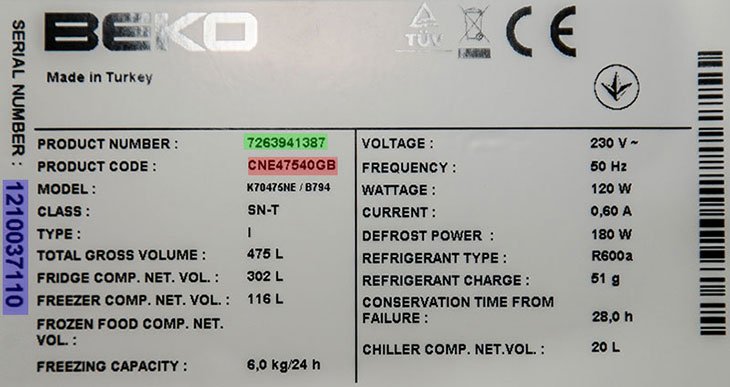 BEKO
TÜV
CE
Made in Turkey
SERIAL NUMBER : 1210037110
PRODUCT NUMBER : 7263941387
PRODUCT CODE : CNE47540GB
MODEL : K70475NE / B794
CLASS : SN-T
TYPE : I
TOTAL GROSS VOLUME : 475 L
FRIDGE COMP. NET. VOL. : 302 L
FREEZER COMP. NET. VOL. : 116 L
FROZEN FOOD COMP. NET.
VOL. :
FREEZING CAPACITY : 6,0 kg/24 h
VOLTAGE : 230 V ~
FREQUENCY : 50 Hz
WATTAGE : 120 W
CURRENT : 0,60 A
DEFROST POWER : 180 W
REFRIGERANT TYPE : R600a
REFRIGERANT CHARGE : 51 g
CONSERVATION TIME FROM
FAILURE : 28,0 h
CHILLER COMP. NET.VOL. : 20 L